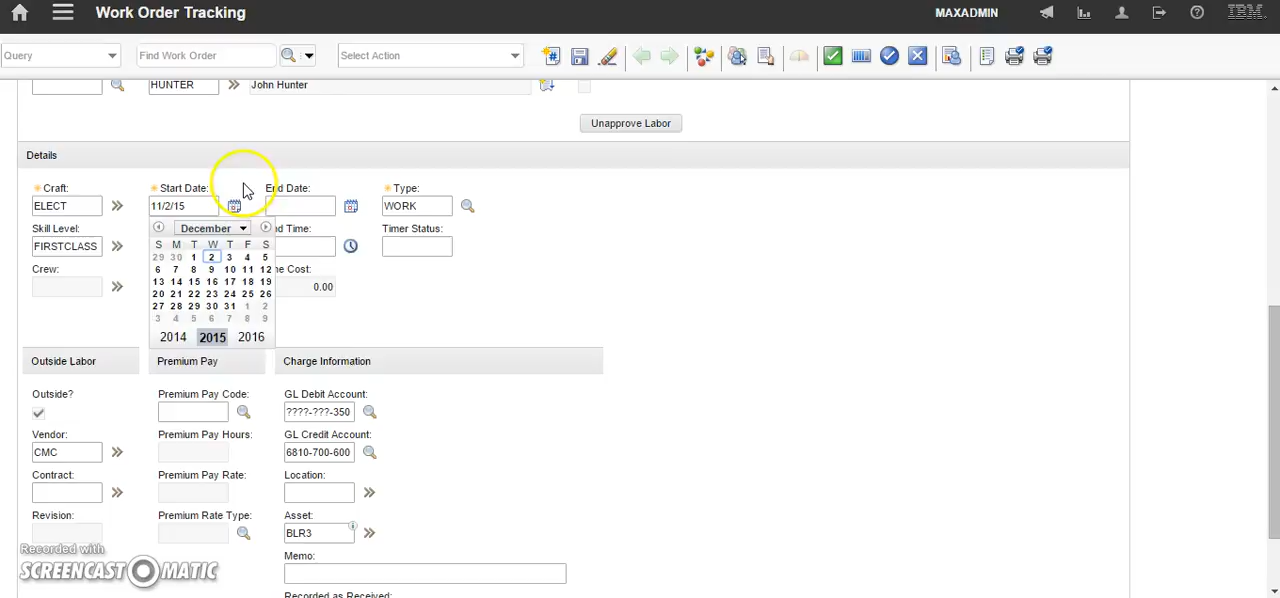 Work Order Tracking
MAXADMIN
IBM.
Query
Find Work Order
Select Action
HUNTER
John Hunter
Unapprove Labor
Details
Craft:
Start Date:
End Date:
Type:
ELECT
11/2/15
WORK
Skill Level:
nd Time:
Timer Status:
FIRSTCLASS
December
S M T W T F S
29 30 1 2 3 4 5
6 7 8 9 10 11 12
13 14 15 16 17 18 19
20 21 22 23 24 25 26
27 28 29 30 31 1 2
3 4 5 6 7 8 9
2014 2015 2016
Crew:
ne Cost:
0.00
Outside Labor
Premium Pay
Charge Information
Outside?
Premium Pay Code:
GL Debit Account:
????-???-350
Vendor:
Premium Pay Hours:
GL Credit Account:
CMC
6810-700-600
Contract:
Premium Pay Rate:
Location:
Revision:
Premium Rate Type:
Asset:
BLR3
Memo:
Recorded as Received:
Recorded with
SCREENCAST-O-MATIC